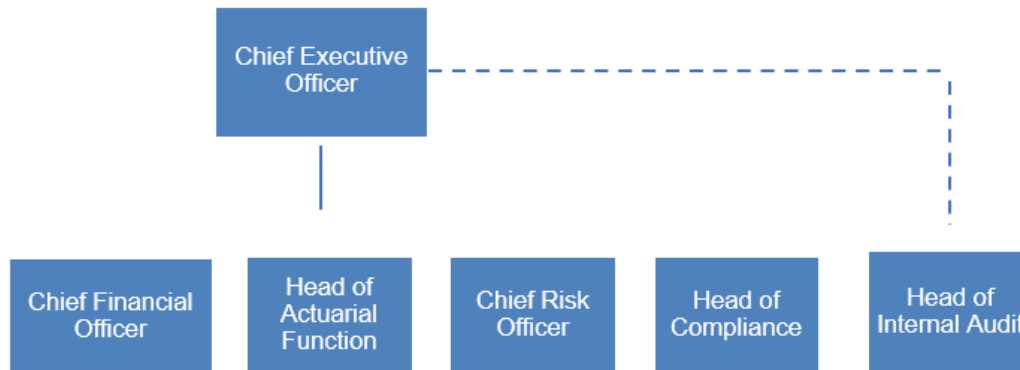 Chief Executive
Officer
Chief Financial
Officer
Head of
Actuarial
Function
Chief Risk
Officer
Head of
Compliance
Head of
Internal Audit